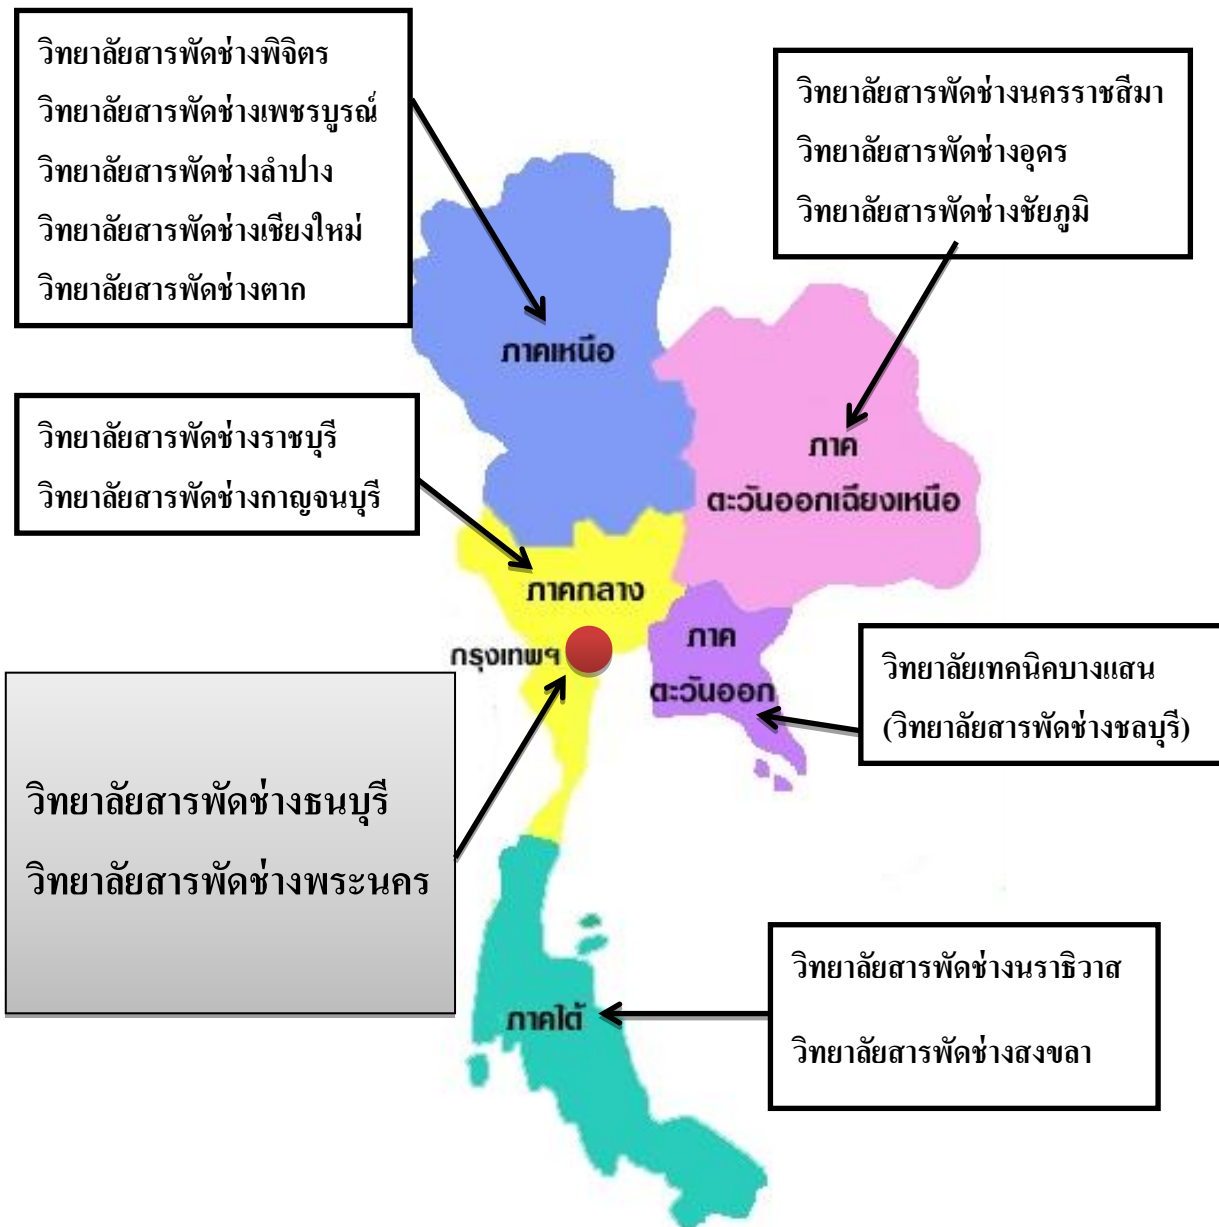 วิทยาลัยสารพัดช่างพิจิตร
วิทยาลัยสารพัดช่างเพชรบูรณ์
วิทยาลัยสารพัดช่างลำปาง
วิทยาลัยสารพัดช่างเชียงใหม่
วิทยาลัยสารพัดช่างตาก
วิทยาลัยสารพัดช่างนครราชสีมา
วิทยาลัยสารพัดช่างอุดร
วิทยาลัยสารพัดช่างชัยภูมิ
ภาคเหนือ
วิทยาลัยสารพัดช่างราชบุรี
วิทยาลัยสารพัดช่างกาญจนบุรี
ภาค
ตะวันออกเฉียงเหนือ
ภาคกลาง
กรุงเทพฯ
ภาค
ตะวันออก
วิทยาลัยเทคนิคบางแสน
(วิทยาลัยสารพัดช่างชลบุรี)
วิทยาลัยสารพัดช่างธนบุรี
วิทยาลัยสารพัดช่างพระนคร
ภาคใต้
วิทยาลัยสารพัดช่างนราธิวาส
วิทยาลัยสารพัดช่างสงขลา